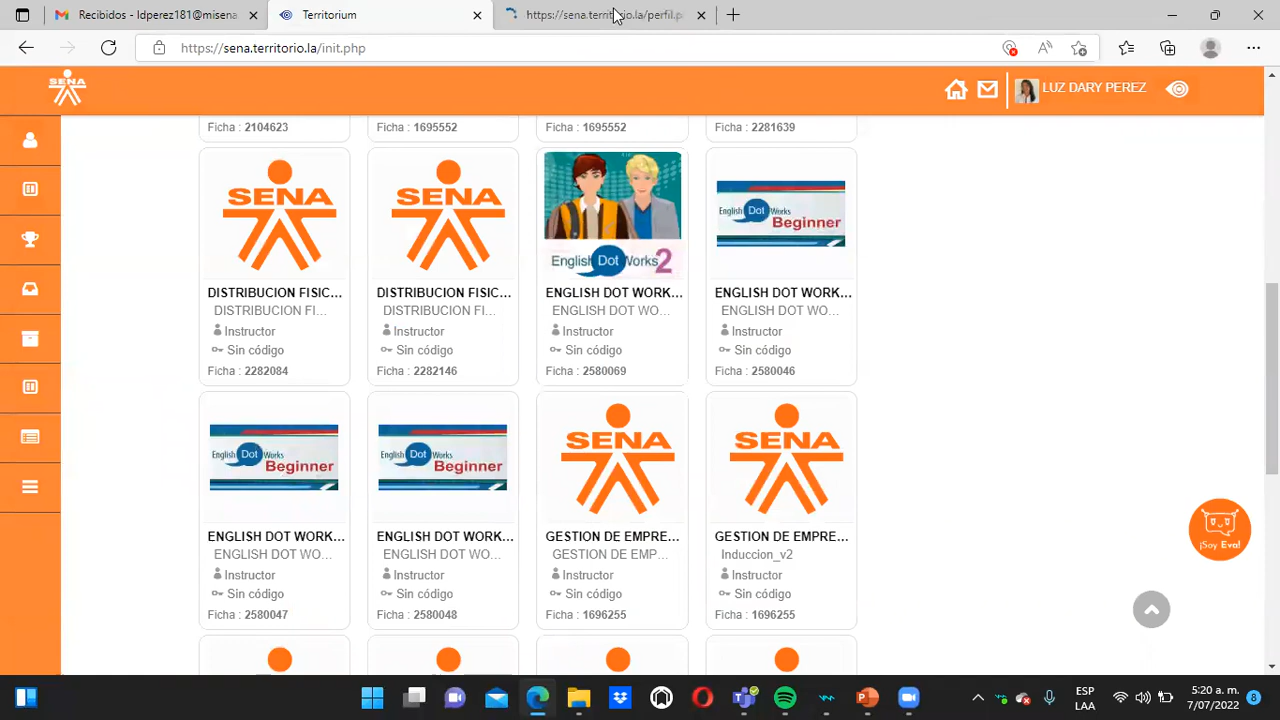 Recibidos - lperez181@misena
Territorium
https://sena.territorio.la/perfil.p
https://sena.territorio.la/init.php
SENA
LUZ DARY PEREZ
Ficha : 2104623
Ficha : 1695552
Ficha : 1695552
Ficha : 2281639
SENA
SENA
English Dot Works 2
English Dot Works Beginner
DISTRIBUCION FISIC...
DISTRIBUCION FISIC...
ENGLISH DOT WORK...
ENGLISH DOT WORK...
DISTRIBUCION FI...
DISTRIBUCION FI...
ENGLISH DOT WO...
ENGLISH DOT WO...
Instructor
Instructor
Instructor
Instructor
Sin código
Sin código
Sin código
Sin código
Ficha : 2282084
Ficha : 2282146
Ficha : 2580069
Ficha : 2580046
English Dot Works Beginner
English Dot Works Beginner
SENA
SENA
ENGLISH DOT WORK...
ENGLISH DOT WORK...
GESTION DE EMPRE...
GESTION DE EMPRE...
ENGLISH DOT WO...
ENGLISH DOT WO...
GESTION DE EMP...
Induccion_v2
Instructor
Instructor
Instructor
Instructor
Sin código
Sin código
Sin código
Sin código
Ficha : 2580047
Ficha : 2580048
Ficha : 1696255
Ficha : 1696255
¡Soy Eva!
ESP
LAA
5:20 a. m.
7/07/2022
8